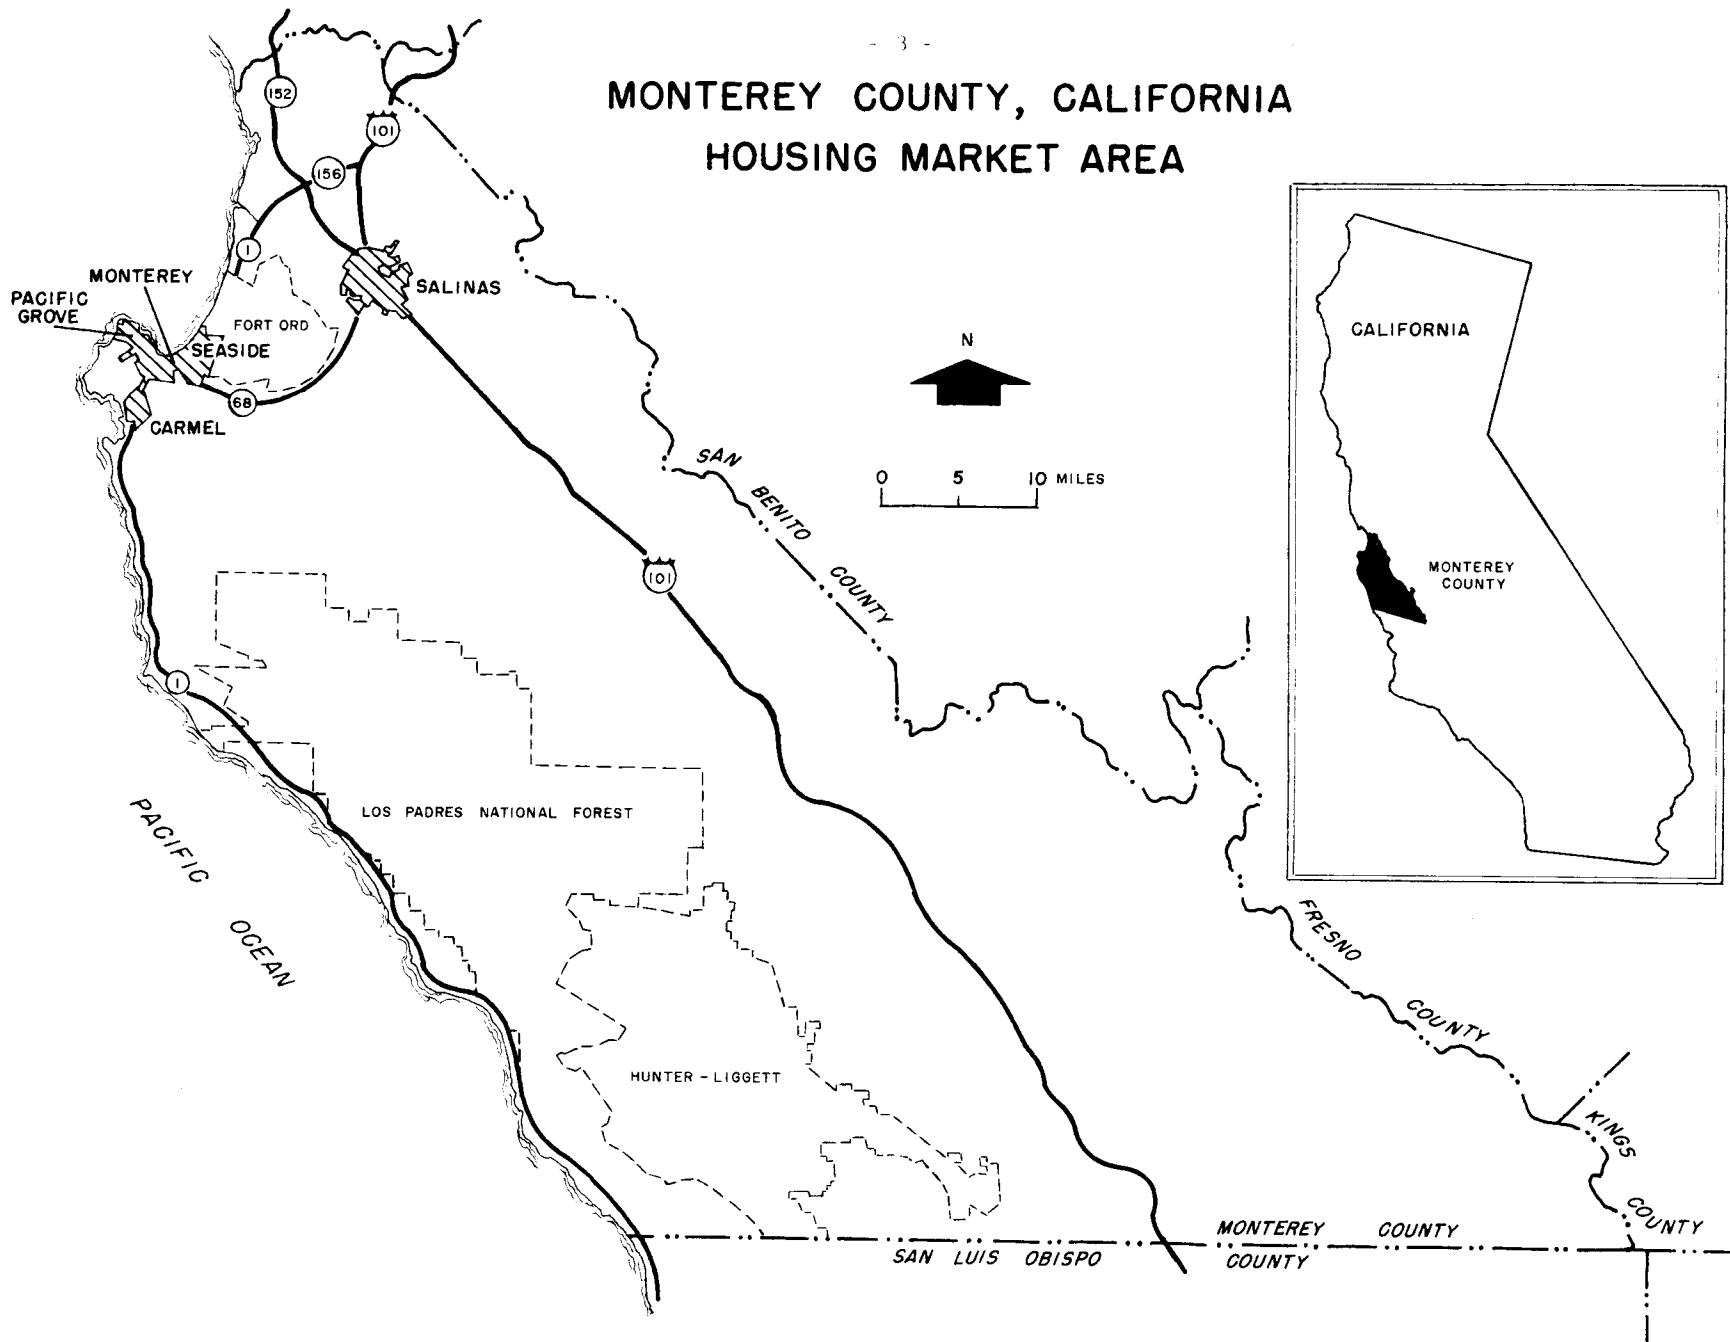 - 3 -
MONTEREY COUNTY, CALIFORNIA
HOUSING MARKET AREA
152
101
156
1
MONTEREY
PACIFIC
GROVE
SALINAS
FORT ORD
SEASIDE
68
CARMEL
N
0 5 10 MILES
SAN
BENITO
COUNTY
101
1
CALIFORNIA
MONTEREY
COUNTY
LOS PADRES NATIONAL FOREST
PACIFIC
OCEAN
HUNTER - LIGGETT
FRESNO
COUNTY
KINGS
COUNTY
MONTEREY COUNTY
SAN LUIS OBISPO COUNTY